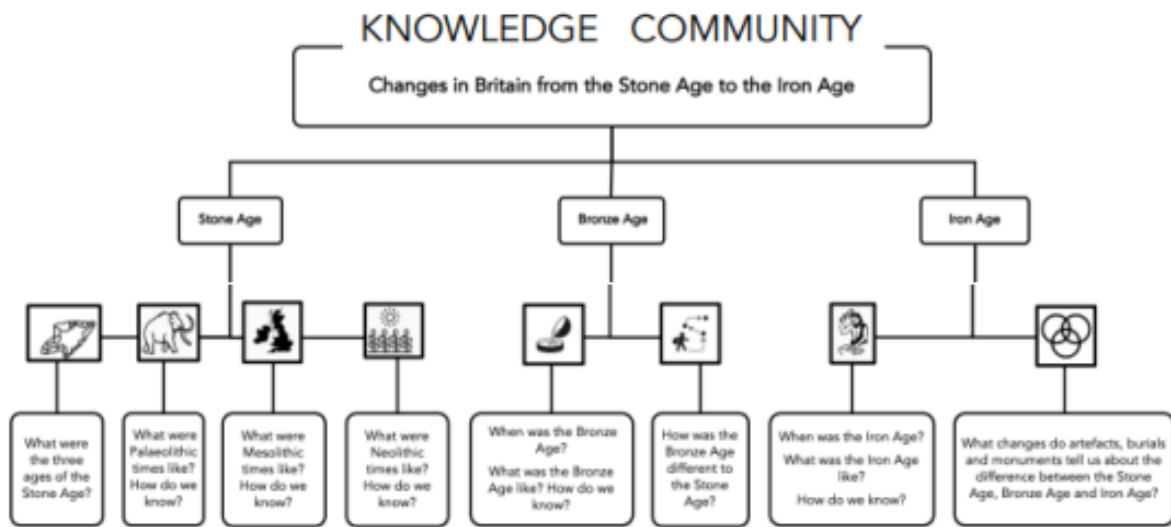 KNOWLEDGE COMMUNITY
Changes in Britain from the Stone Age to the Iron Age
Stone Age
Bronze Age
Iron Age
What were
the three
ages of the
Stone Age?
What were
Palaeolithic
times like?
How do we
know?
What were
Mesolithic
times like?
How do we
know?
What were
Neolithic
times like?
How do we
know?
When was the Bronze
Age?
What was the Bronze
Age like? How do we
know?
How was the
Bronze Age
different to
the Stone
Age?
When was the Iron Age?
What was the Iron Age
like?
How do we know?
What changes do artefacts, burials
and monuments tell us about the
difference between the Stone
Age, Bronze Age and Iron Age?